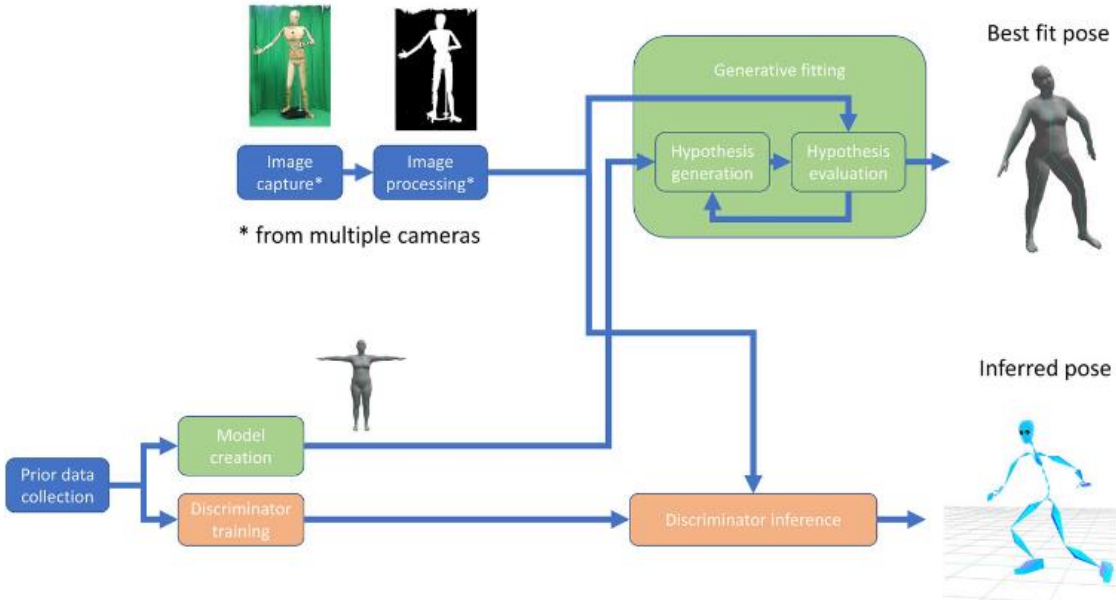 Best fit pose
Generative fitting
Image
capture*
Image
processing*
Hypothesis
generation
Hypothesis
evaluation
* from multiple cameras
Inferred pose
Model
creation
Prior data
collection
Discriminator
training
Discriminator inference